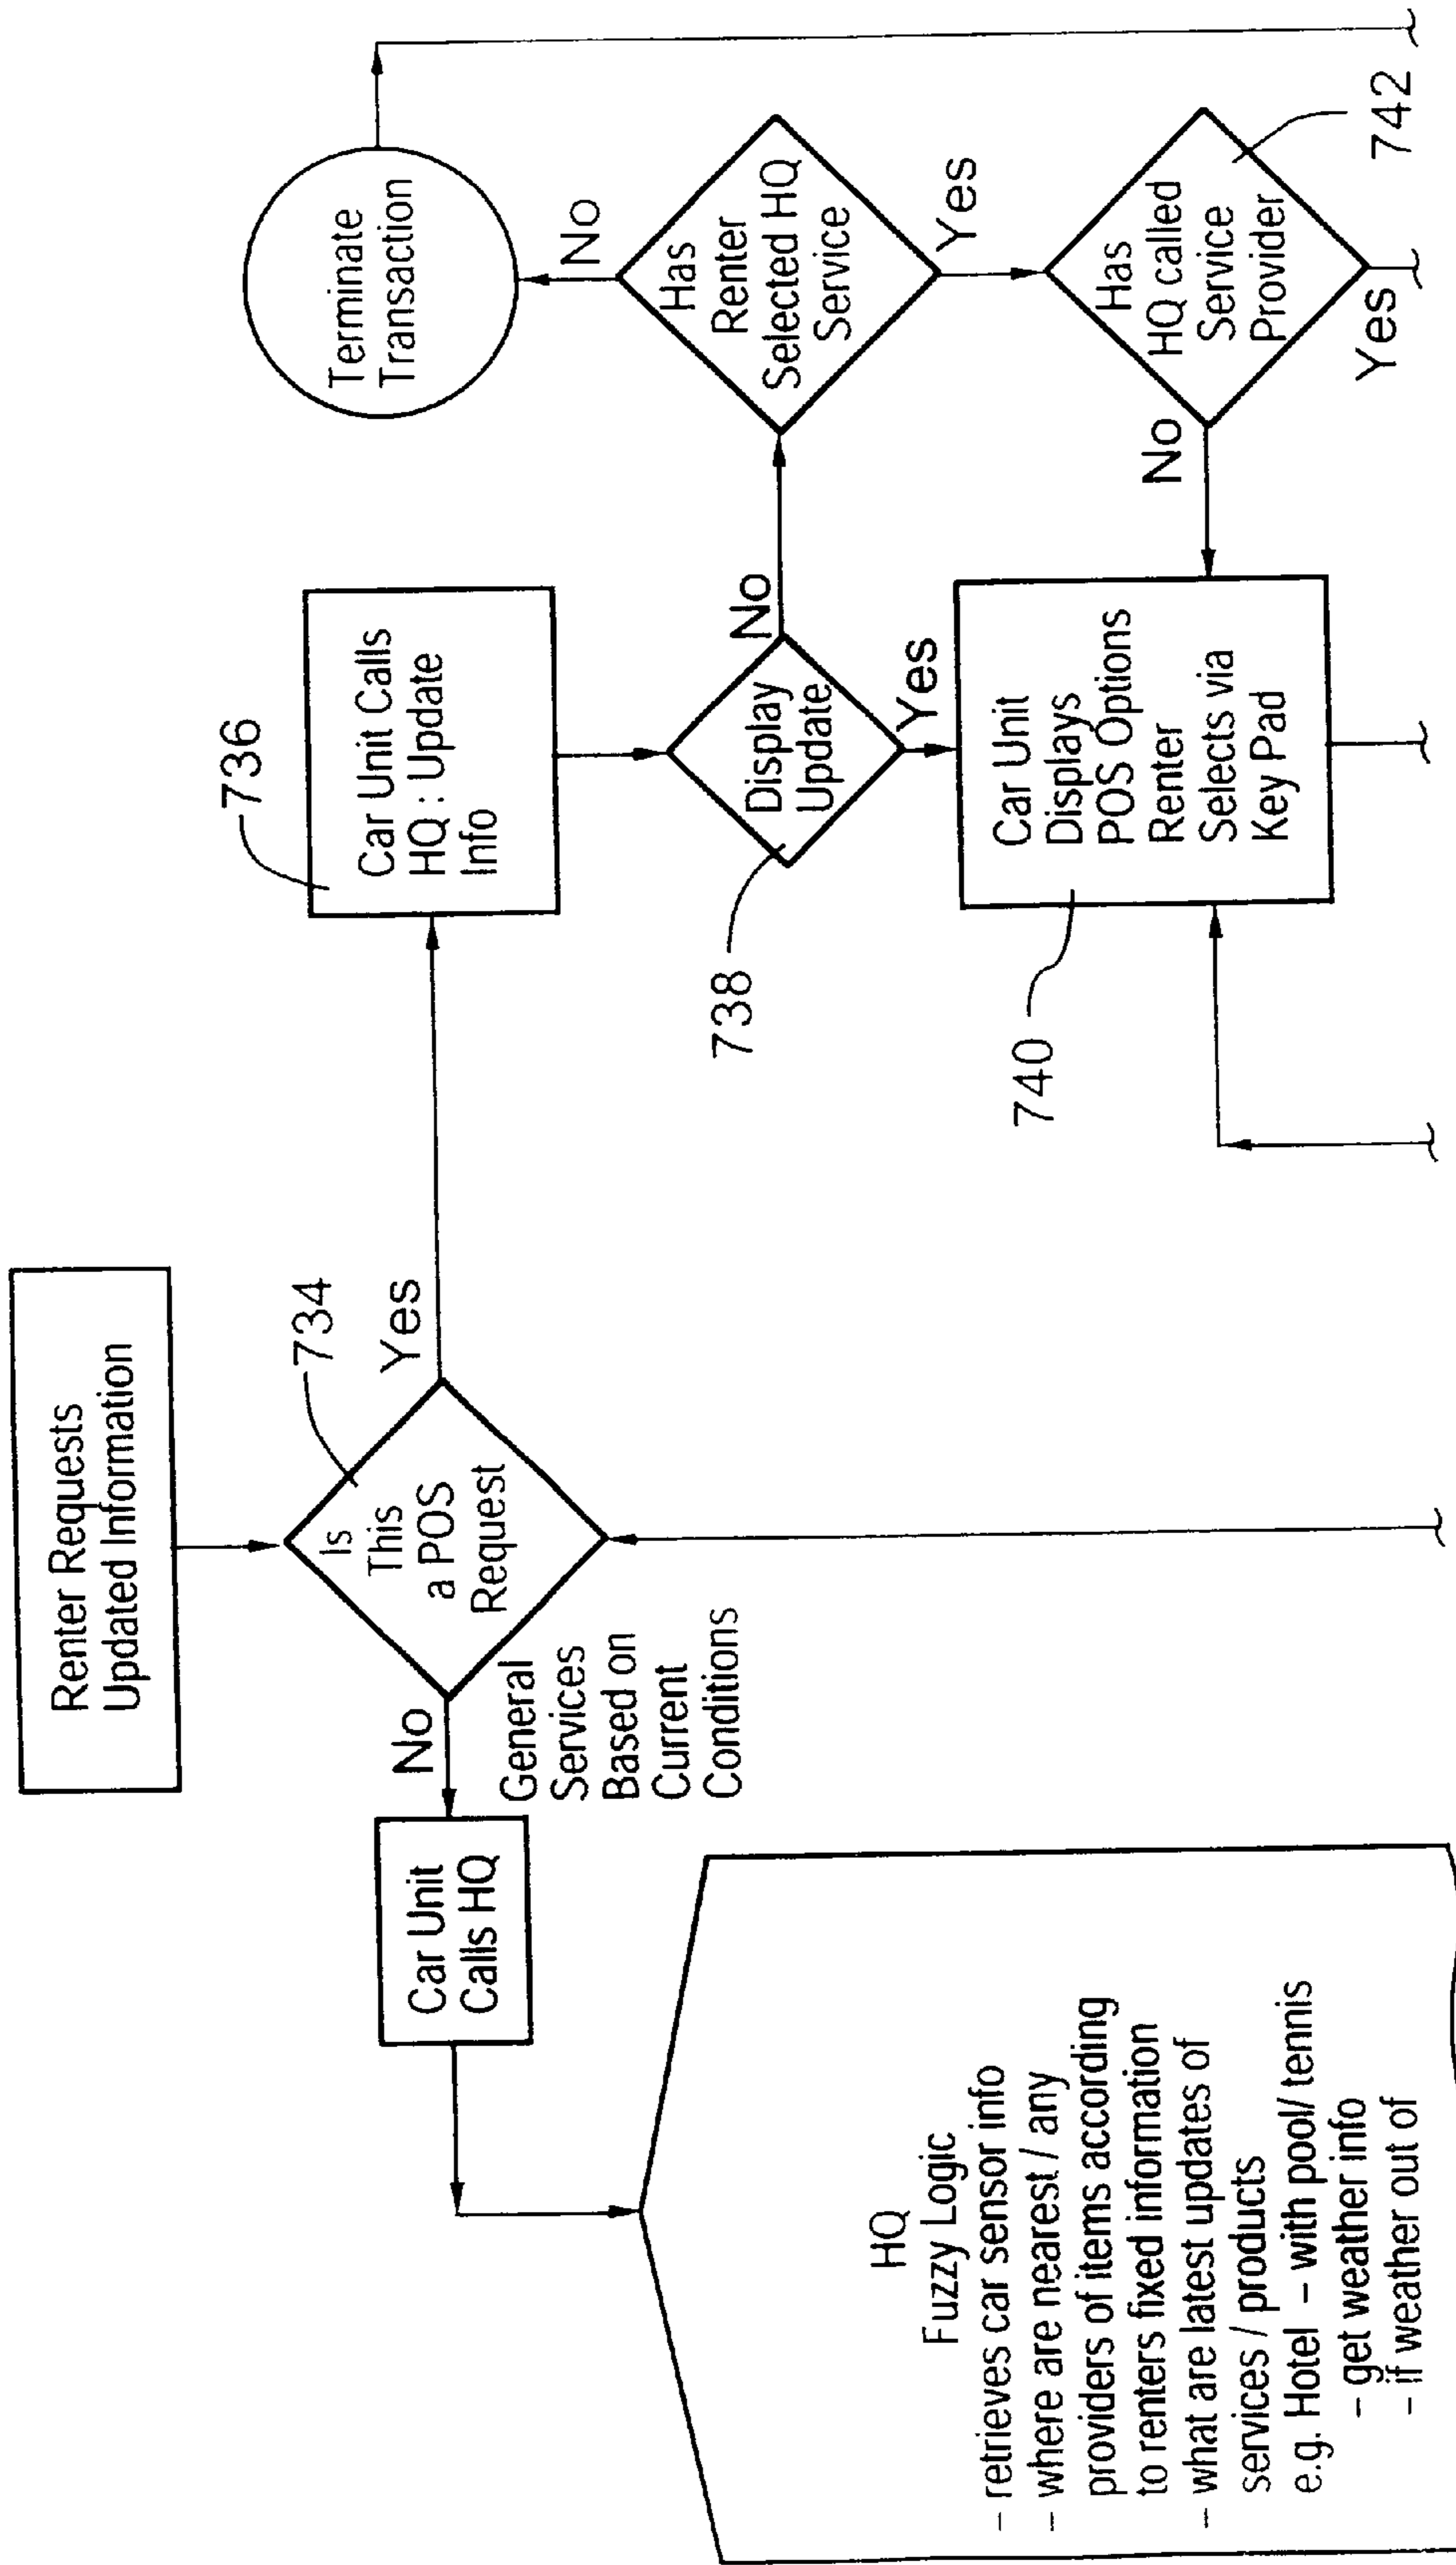 Renter Requests
Updated Information
734
Is
This
a POS
Request
Yes
No
General
Services
Based on
Current
Conditions
Car Unit
Calls HQ
HQ
Fuzzy Logic
- retrieves car sensor info
- where are nearest / any
providers of items according
to renters fixed information
- what are latest updates of
services / products
e.g. Hotel - with pool/ tennis
- get weather info
- if weather out of
736
Car Unit Calls
HQ : Update
Info
738
Display
Update
No
Yes
740
Car Unit
Displays
POS Options
Renter
Selects via
Key Pad
Terminate
Transaction
No
Has
Renter
Selected HQ
Service
Yes
Has
HQ called
Service
Provider
742
No
Yes